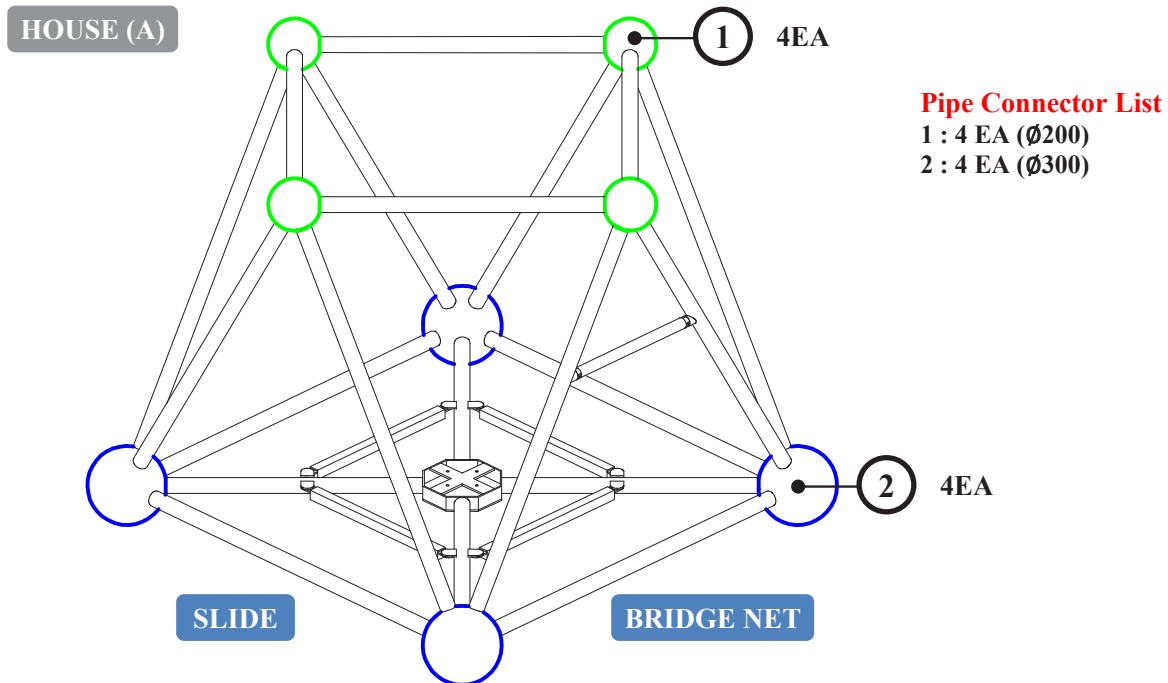 HOUSE (A)
1 4EA
Pipe Connector List
1 : 4 EA (Ø200)
2 : 4 EA (Ø300)
2 4EA
SLIDE
BRIDGE NET